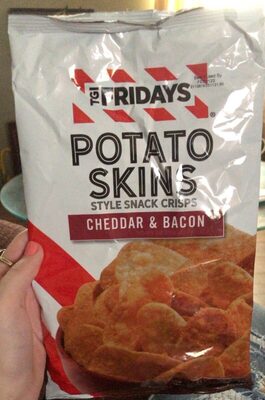 TGI FRIDAYS
®
POTATO
SKINS
STYLE SNACK CRISPS
CHEDDAR & BACON